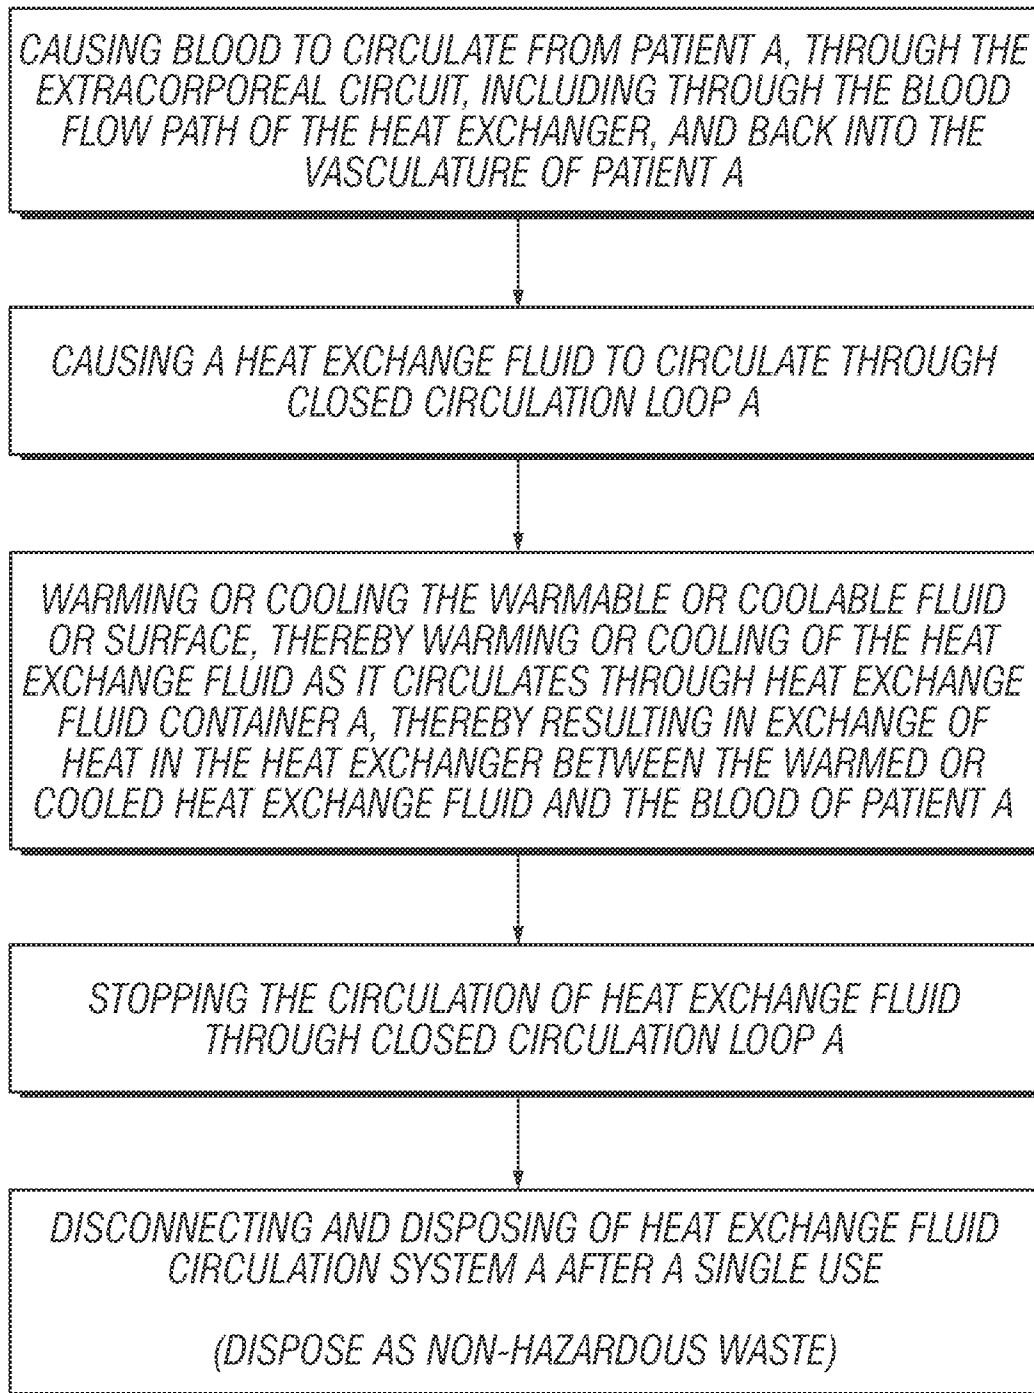 CAUSING BLOOD TO CIRCULATE FROM PATIENT A, THROUGH THE
EXTRACORPOREAL CIRCUIT, INCLUDING THROUGH THE BLOOD
FLOW PATH OF THE HEAT EXCHANGER, AND BACK INTO THE
VASCULATURE OF PATIENT A
CAUSING A HEAT EXCHANGE FLUID TO CIRCULATE THROUGH
CLOSED CIRCULATION LOOP A
WARMING OR COOLING THE WARMABLE OR COOLABLE FLUID
OR SURFACE, THEREBY WARMING OR COOLING OF THE HEAT
EXCHANGE FLUID AS IT CIRCULATES THROUGH HEAT EXCHANGE
FLUID CONTAINER A, THEREBY RESULTING IN EXCHANGE OF
HEAT IN THE HEAT EXCHANGER BETWEEN THE WARMED OR
COOLED HEAT EXCHANGE FLUID AND THE BLOOD OF PATIENT A
STOPPING THE CIRCULATION OF HEAT EXCHANGE FLUID
THROUGH CLOSED CIRCULATION LOOP A
DISCONNECTING AND DISPOSING OF HEAT EXCHANGE FLUID
CIRCULATION SYSTEM A AFTER A SINGLE USE
(DISPOSE AS NON-HAZARDOUS WASTE)